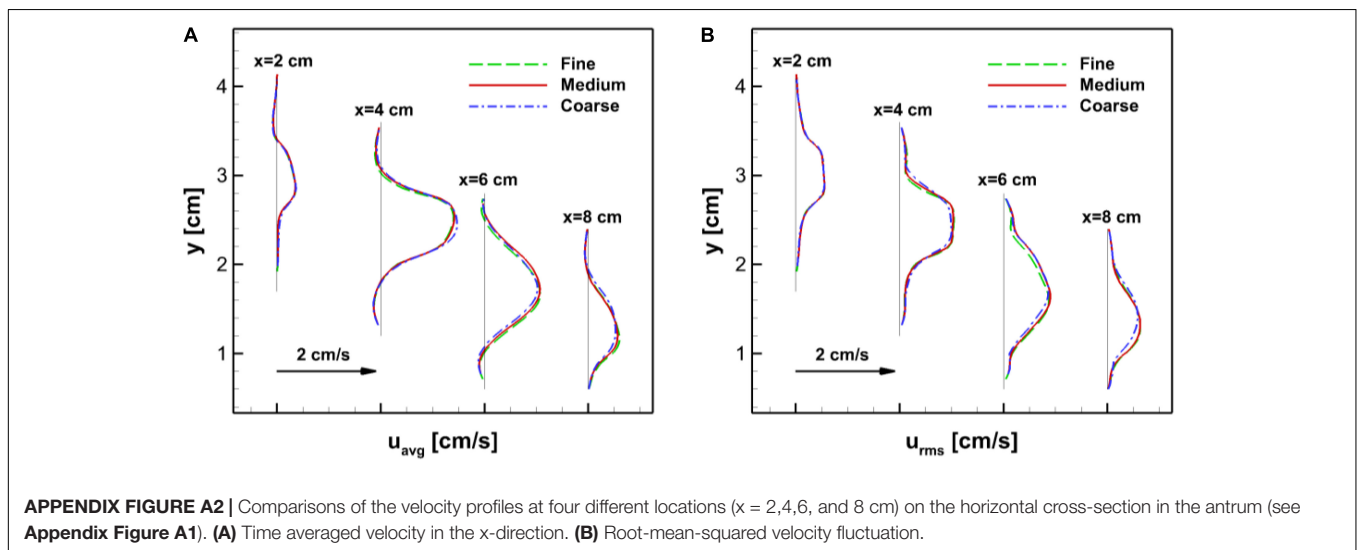 A
x=2 cm
x=4 cm
x=6 cm
x=8 cm
Fine
Medium
Coarse
4
3
2
1
y [cm]
2 cm/s
u_avg [cm/s]
B
x=2 cm
x=4 cm
x=6 cm
x=8 cm
Fine
Medium
Coarse
4
3
2
1
y [cm]
2 cm/s
u_rms [cm/s]
APPENDIX FIGURE A2 | Comparisons of the velocity profiles at four different locations (x = 2,4,6, and 8 cm) on the horizontal cross-section in the antrum (see
Appendix Figure A1). (A) Time averaged velocity in the x-direction. (B) Root-mean-squared velocity fluctuation.